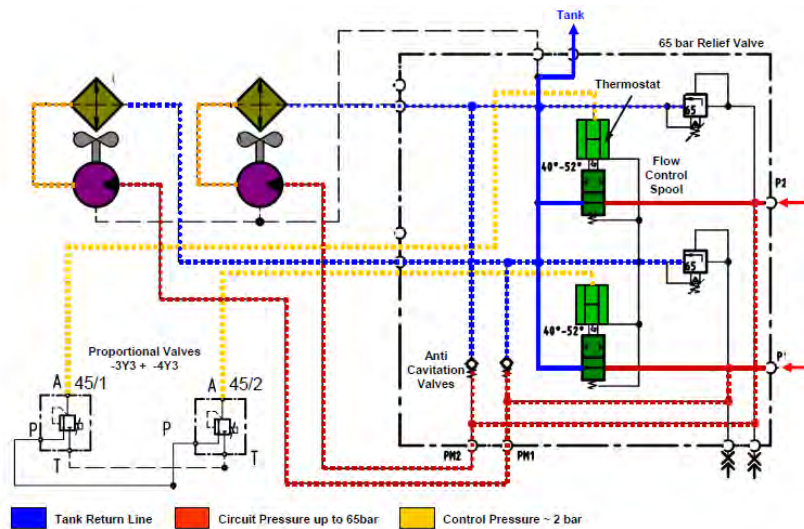 Tank
65 bar Relief Valve
Thermostat
65
40°-52°
Flow
Control
Spool
P2
65
40°-52°
Anti
Cavitation
Valves
P1
Proportional Valves
-3Y3 + -4Y3
A 45/1
A 45/2
P
P
T
T
PM2
PM1
Tank Return Line
Circuit Pressure up to 65bar
Control Pressure ~ 2 bar